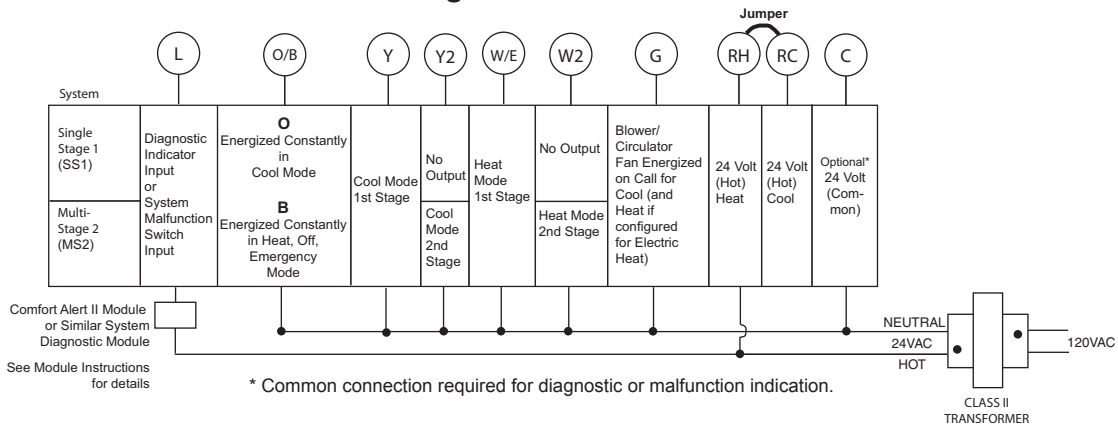 Jumper
L
O/B
Y
Y2
W/E
W2
G
RH
RC
C
System
Single
Stage 1
(SS1)
Multi-
Stage 2
(MS2)
Diagnostic
Indicator
Input
or
System
Malfunction
Switch
Input
O
Energized Constantly
in
Cool Mode
B
Energized Constantly
in Heat, Off,
Emergency
Mode
Cool Mode
1st Stage
No
Output
Cool
Mode
2nd
Stage
Heat
Mode
1st Stage
No Output
Heat Mode
2nd Stage
Blower/
Circulator
Fan Energized
on Call for
Cool (and
Heat if
configured
for Electric
Heat)
24 Volt
(Hot)
Heat
24 Volt
(Hot)
Cool
Optional*
24 Volt
(Com-
mon)
Comfort Alert II Module
or Similar System
Diagnostic Module
See Module Instructions
for details
NEUTRAL
24VAC
HOT
120VAC
CLASS II
TRANSFORMER
* Common connection required for diagnostic or malfunction indication.